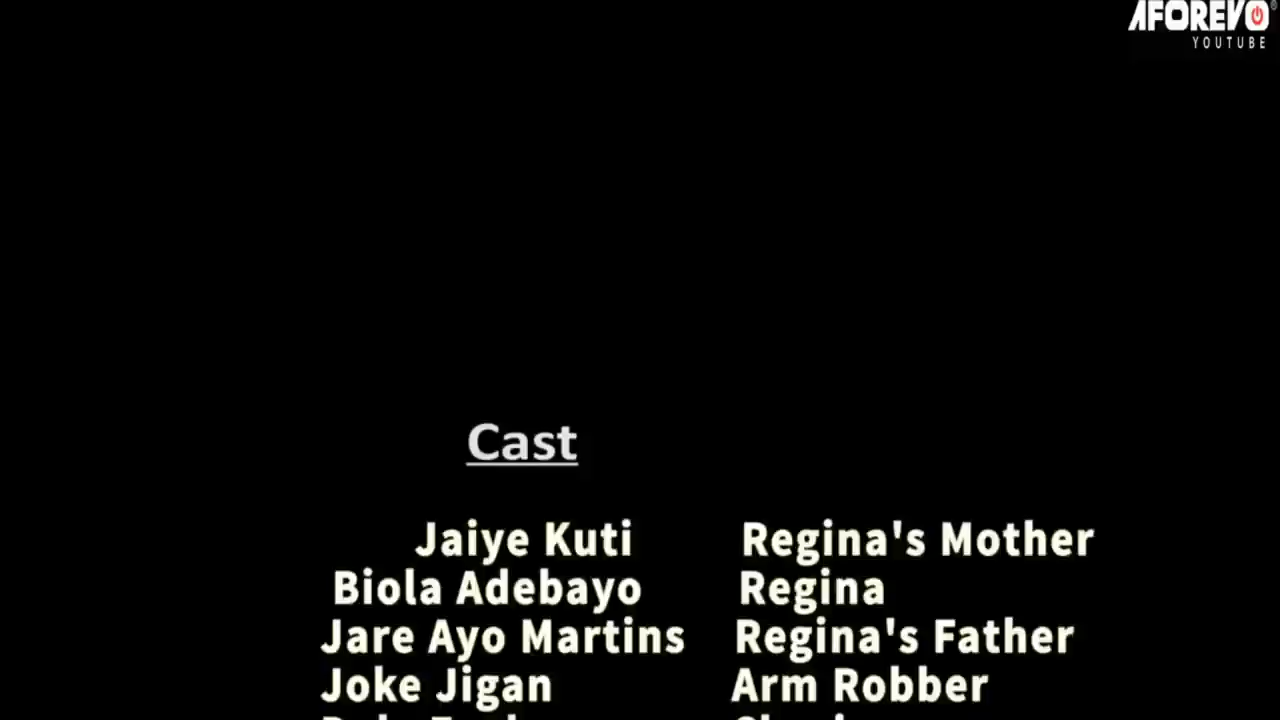 AFOREVO
YOUTUBE
Cast
Jaiye Kuti Regina's Mother
Biola Adebayo Regina
Jare Ayo Martins Regina's Father
Joke Jigan Arm Robber